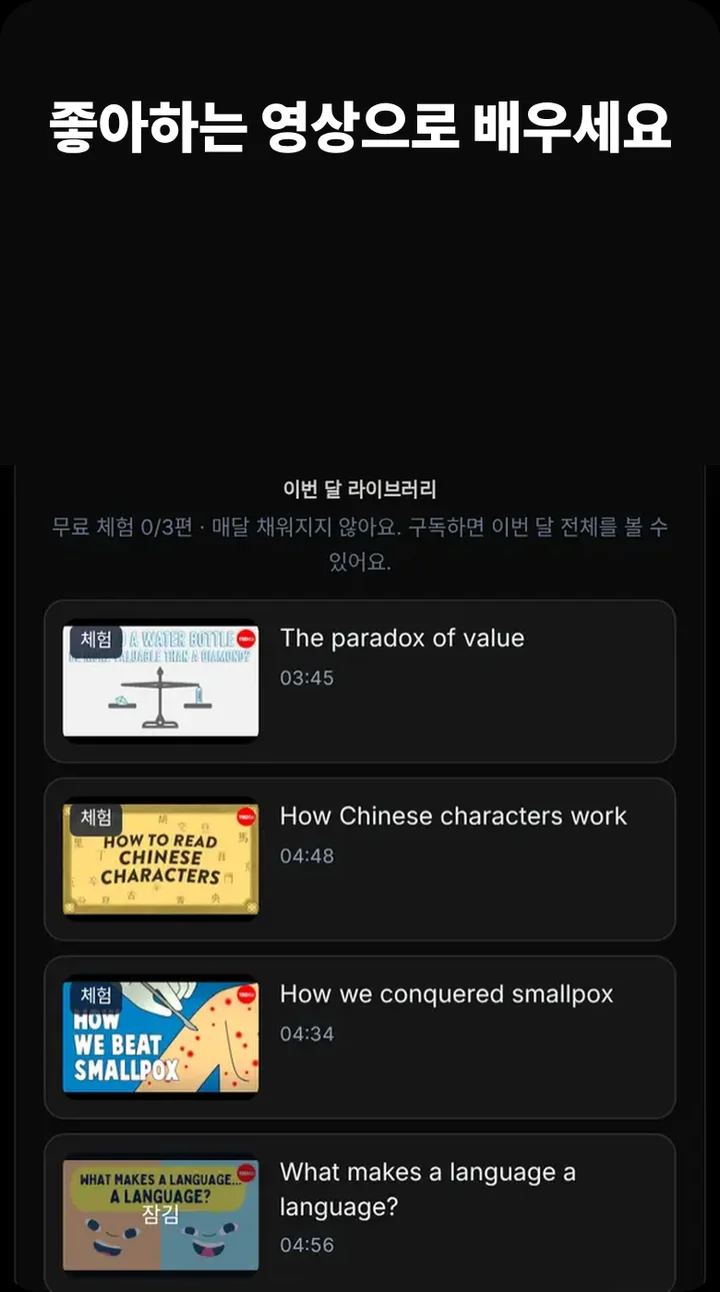 좋아하는 영상으로 배우세요
이번 달 라이브러리
무료 체험 0/3편 · 매달 채워지지 않아요. 구독하면 이번 달 전체를 볼 수
있어요.
체험
A WATER BOTTLE
VALUABLE THAN A DIAMOND?
The paradox of value
03:45
체험
HOW TO READ
CHINESE
CHARACTERS
How Chinese characters work
04:48
체험
HOW
WE BEAT
SMALLPOX
How we conquered smallpox
04:34
WHAT MAKES A LANGUAGE...
A LANGUAGE?
잠김
What makes a language a
language?
04:56